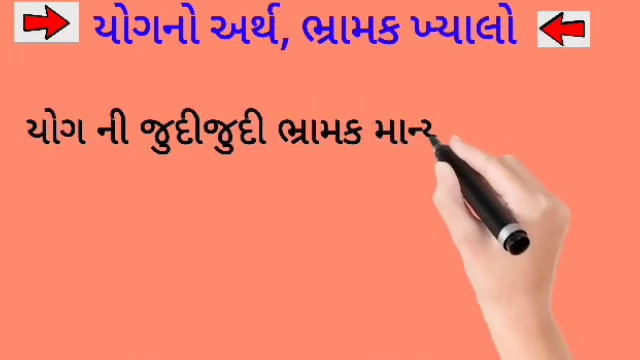 યોગનો અર્થ, ભ્રામક ખ્યાલો
યોગ ની જુદીજુદી ભ્રામક